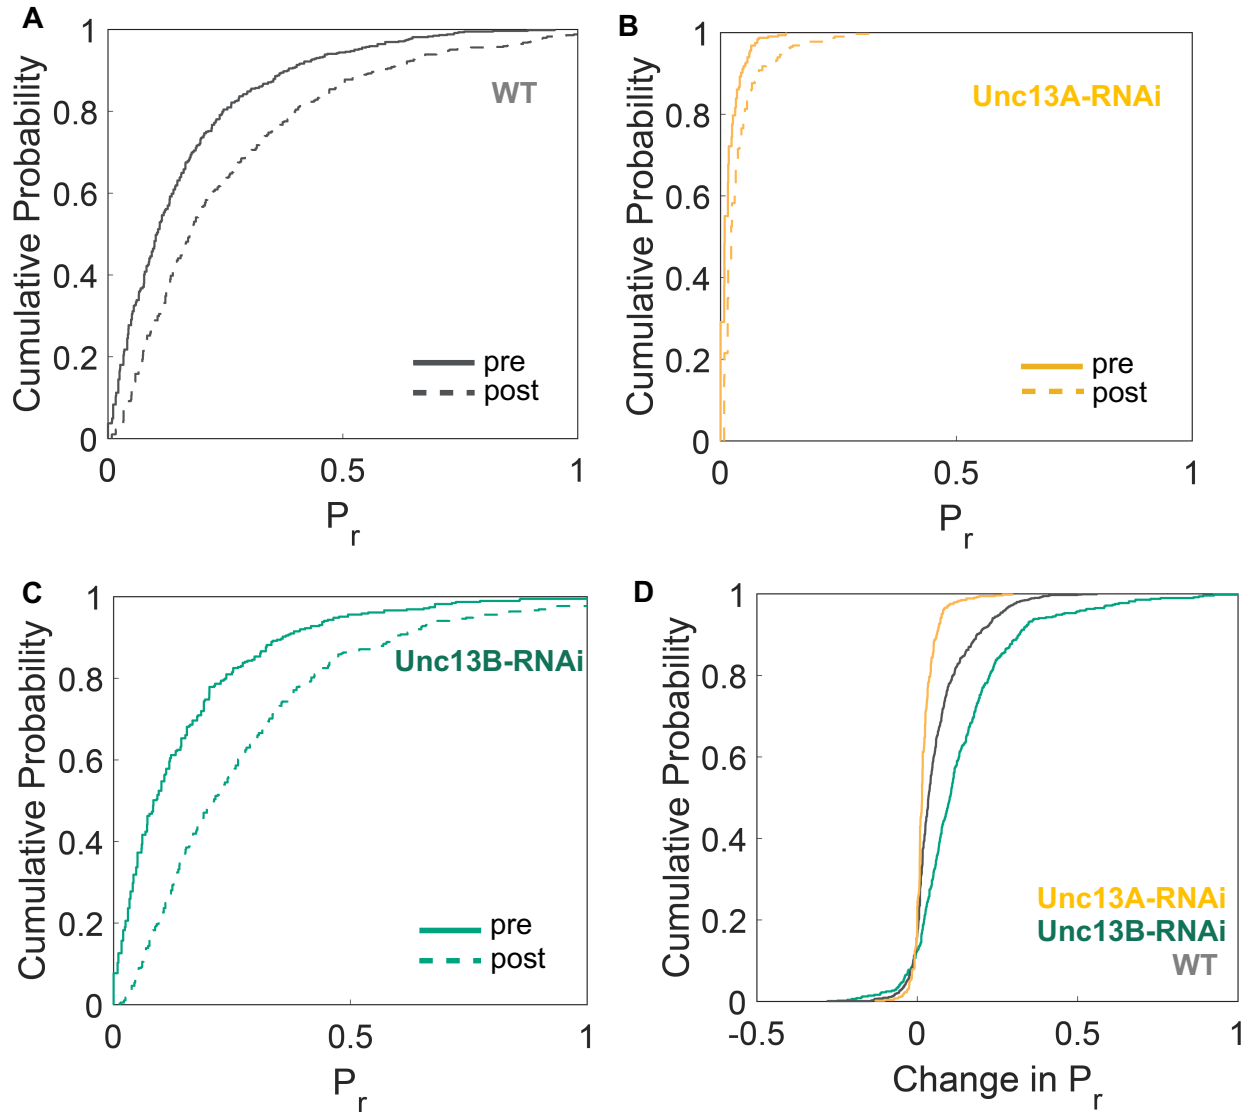 A
Cumulative Probability
1
0.8
0.6
0.4
0.2
0
WT
pre
post
0
0.5
1
P_r
B
Cumulative Probability
1
0.8
0.6
0.4
0.2
0
Unc13A-RNAi
pre
post
0
0.5
1
P_r
C
Cumulative Probability
1
0.8
0.6
0.4
0.2
0
Unc13B-RNAi
pre
post
0
0.5
1
P_r
D
Cumulative Probability
1
0.8
0.6
0.4
0.2
0
Unc13A-RNAi
Unc13B-RNAi
WT
-0.5
0
0.5
1
Change in P_r